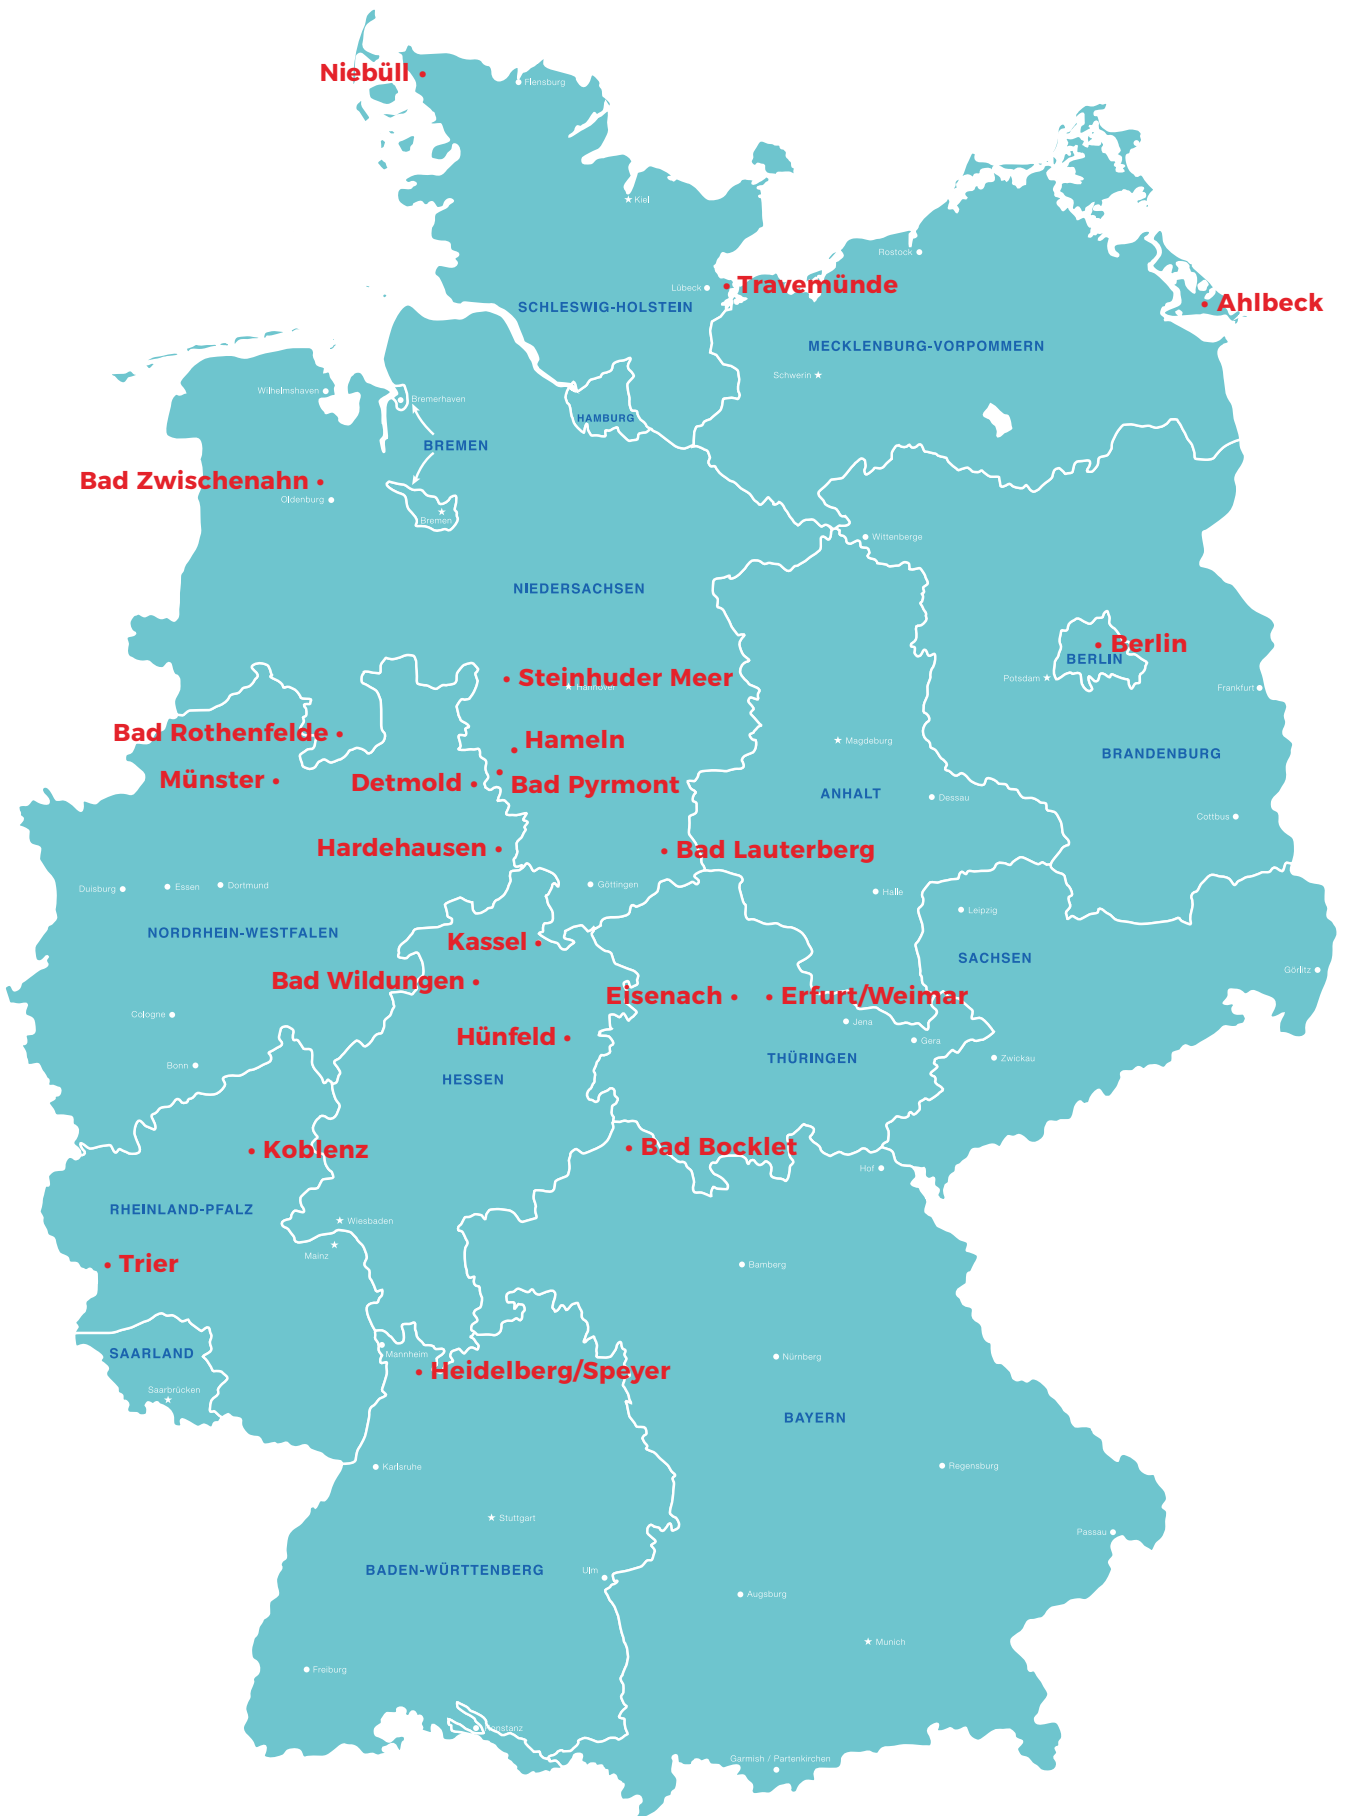 Niebüll
Flensburg
Kiel
Rostock
Lübeck
Travemünde
Ahlbeck
SCHLESWIG-HOLSTEIN
MECKLENBURG-VORPOMMERN
Schwerin
Wilhelmshaven
Bremerhaven
HAMBURG
BREMEN
Bad Zwischenahn
Oldenburg
Bremen
Wittenberge
NIEDERSACHSEN
Berlin
BERLIN
Steinhuder Meer
Hannover
Potsdam
Frankfurt
Bad Rothenfelde
Hameln
Magdeburg
BRANDENBURG
Münster
Detmold
Bad Pyrmont
ANHALT
Dessau
Cottbus
Hardehausen
Bad Lauterberg
Duisburg
Essen
Dortmund
Göttingen
Halle
Leipzig
NORDRHEIN-WESTFALEN
Kassel
SACHSEN
Görlitz
Bad Wildungen
Eisenach
Erfurt/Weimar
Cologne
Jena
Hünfeld
Gera
Bonn
HESSEN
THÜRINGEN
Zwickau
Koblenz
Bad Bocklet
Hof
RHEINLAND-PFALZ
Wiesbaden
Mainz
Trier
Bamberg
SAARLAND
Mannheim
Nürnberg
Heidelberg/Speyer
Saarbrücken
BAYERN
Karlsruhe
Regensburg
Stuttgart
Passau
BADEN-WÜRTTENBERG
Ulm
Augsburg
Munich
Freiburg
Konstanz
Garmish / Partenkirchen